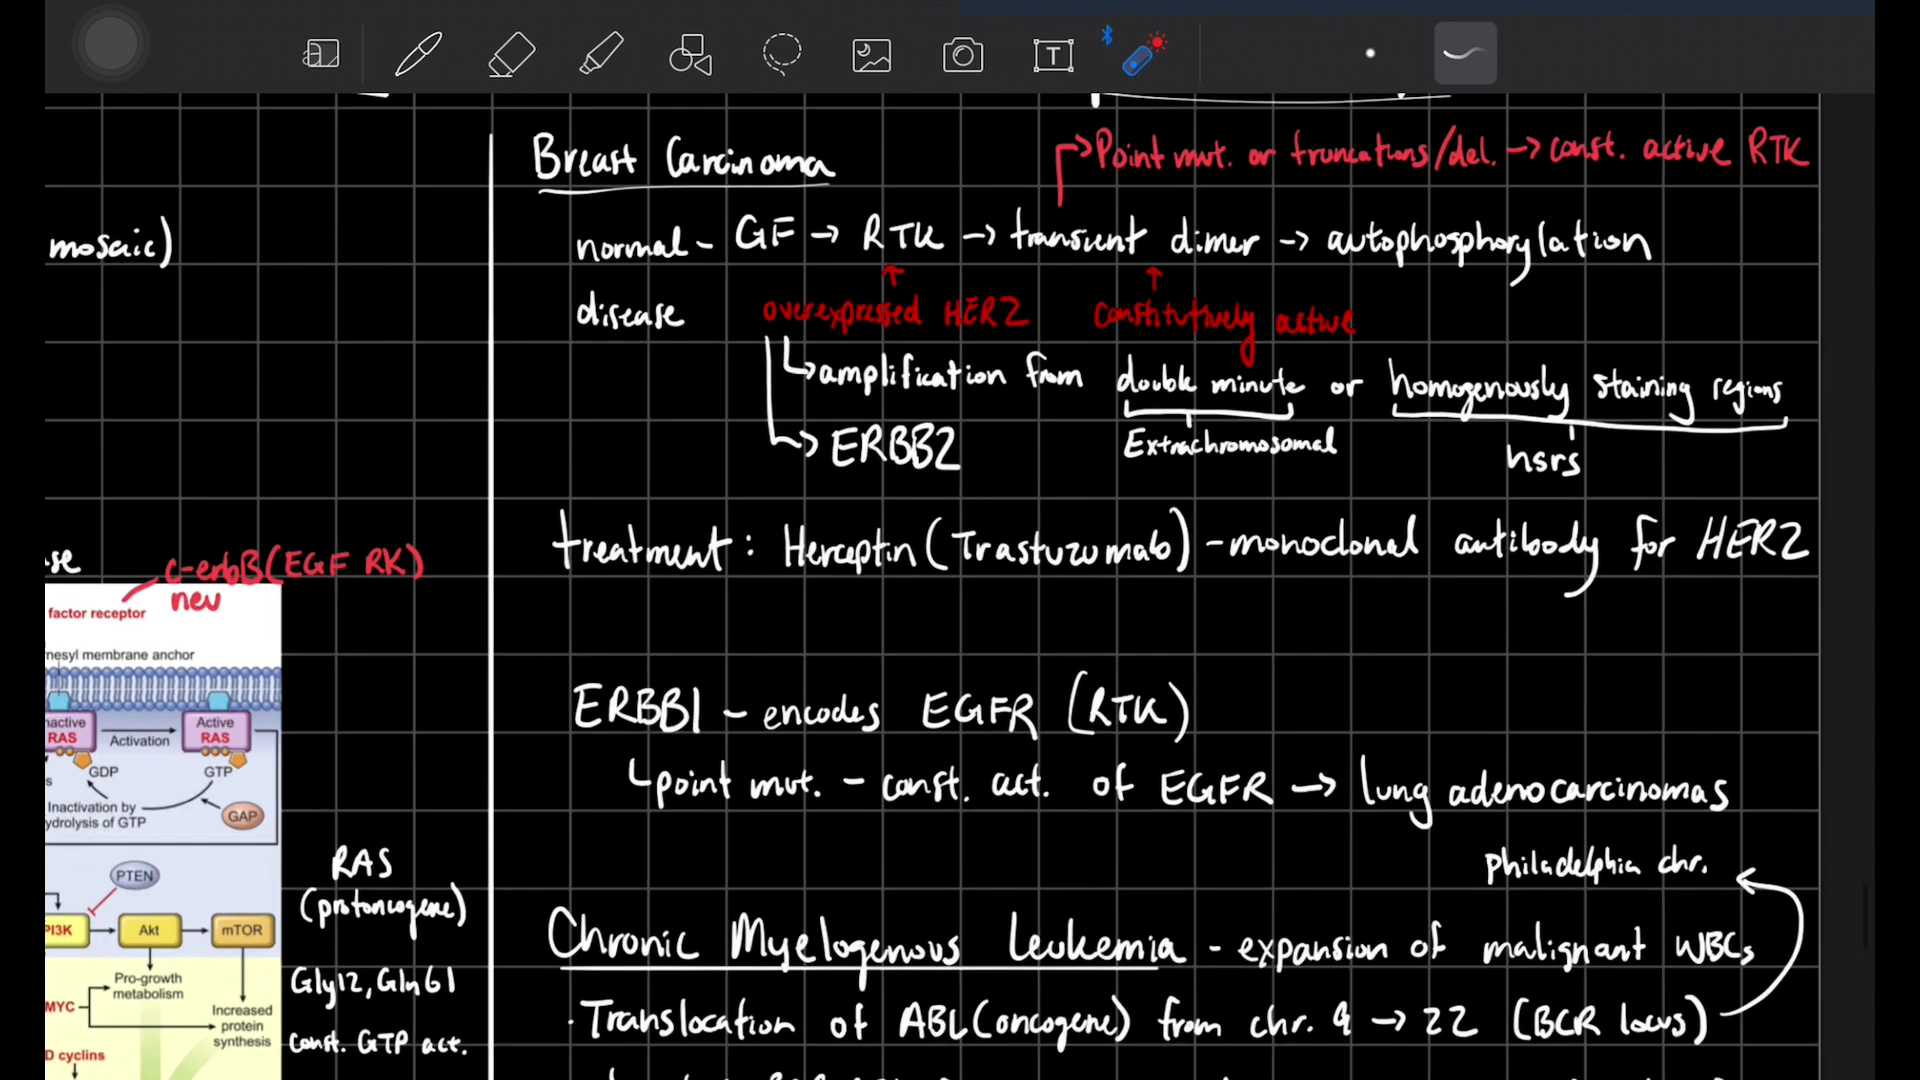 mosaic)
se
c-erbB(EGF RK)
neu
factor receptor
nesyl membrane anchor
nactive
RAS
Activation
Active
RAS
GDP
GTP
s
Inactivation by
ydrolysis of GTP
GAP
PTEN
PI3K
Akt
mTOR
Pro-growth
metabolism
MYC
Increased
protein
synthesis
D cyclins
RAS
(protoncogene)
Gly12, Gln61
const. GTP act.
Breast Carcinoma
Point mut. or truncations/del. → const. active RTK
normal - GF → RTK → transient dimer → autophosphorylation
disease overexpressed HER2 constitutively active
amplification from double minute or homogenously staining regions
ERBB2 Extrachromosomal hsrs
treatment: Herceptin (Trastuzumab) - monoclonal antibody for HER2
ERBB1 - encodes EGFR (RTK)
point mut. - const. act. of EGFR → lung adenocarcinomas
Philadelphia chr.
Chronic Myelogenous Leukemia - expansion of malignant WBCs
· Translocation of ABL (oncogene) from chr. 9 → 22 (BCR locus)